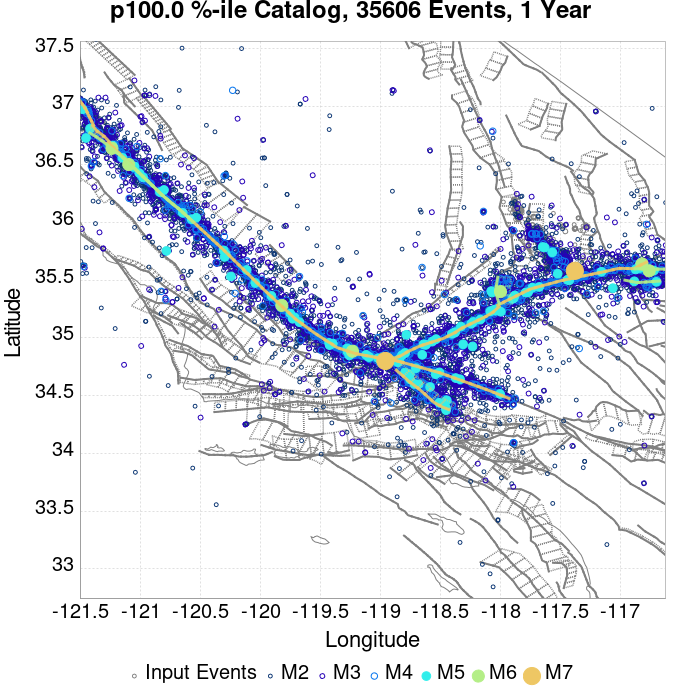 p100.0 %-ile Catalog, 35606 Events, 1 Year
37.5
37
36.5
36
35.5
35
34.5
34
33.5
33
Latitude
-121.5 -121 -120.5 -120 -119.5 -119 -118.5 -118 -117.5 -117
Longitude
Input Events M2 M3 M4 M5 M6 M7